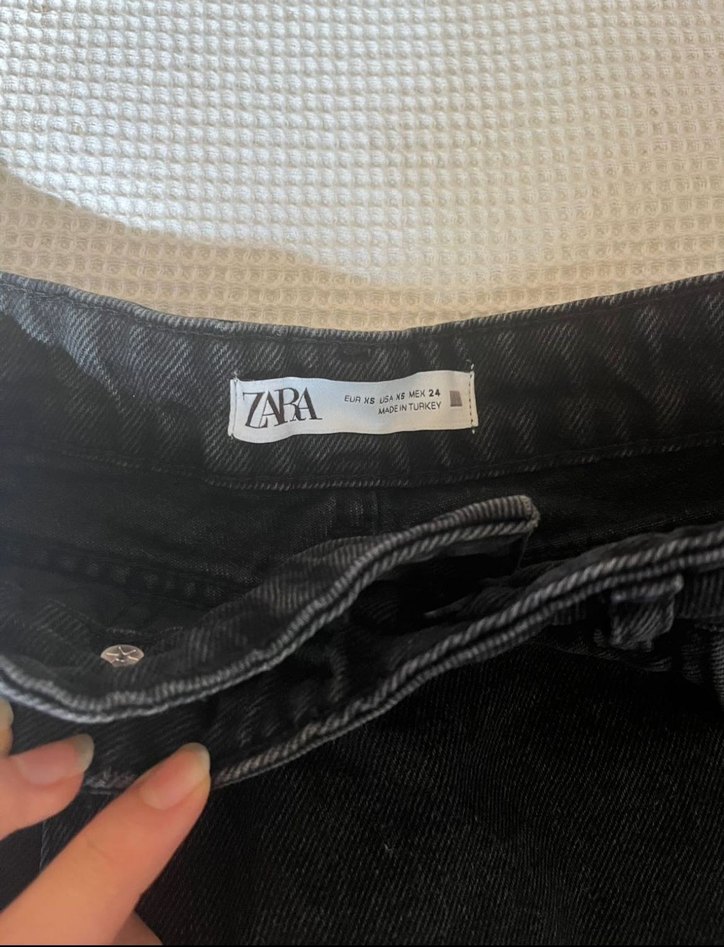 ZARA
EUR XS USA XS MEX 24
MADE IN TURKEY